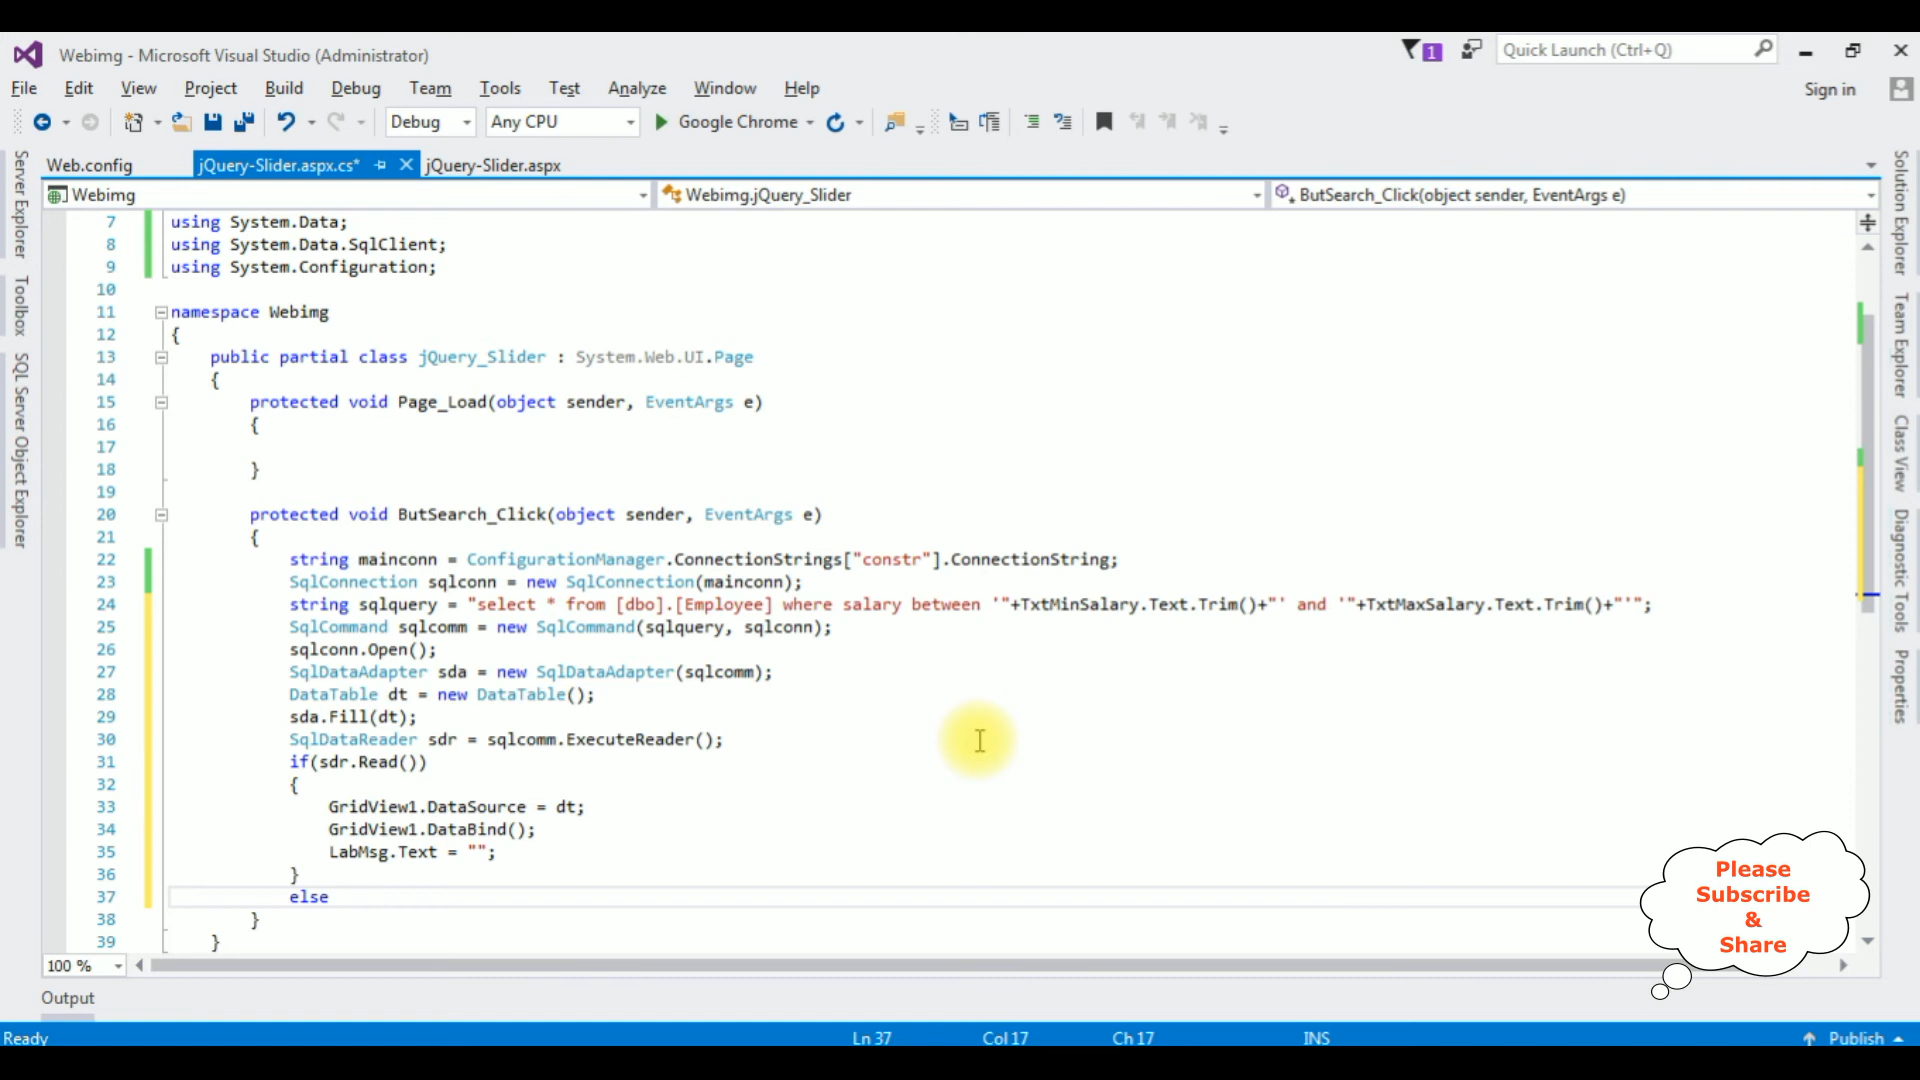 Webimg - Microsoft Visual Studio (Administrator)
1
Quick Launch (Ctrl+Q)
File Edit View Project Build Debug Team Tools Test Analyze Window Help
Sign in
Debug Any CPU Google Chrome
Web.config jQuery-Slider.aspx.cs* jQuery-Slider.aspx
Webimg Webimg.jQuery_Slider ButSearch_Click(object sender, EventArgs e)
Server Explorer
Toolbox
SQL Server Object Explorer
7 using System.Data;
8 using System.Data.SqlClient;
9 using System.Configuration;
10
11 namespace Webimg
12 {
13 public partial class jQuery_Slider : System.Web.UI.Page
14 {
15 protected void Page_Load(object sender, EventArgs e)
16 {
17
18 }
19
20 protected void ButSearch_Click(object sender, EventArgs e)
21 {
22 string mainconn = ConfigurationManager.ConnectionStrings["constr"].ConnectionString;
23 SqlConnection sqlconn = new SqlConnection(mainconn);
24 string sqlquery = "select * from [dbo].[Employee] where salary between '"+TxtMinSalary.Text.Trim()+"' and '"+TxtMaxSalary.Text.Trim()+"'";
25 SqlCommand sqlcomm = new SqlCommand(sqlquery, sqlconn);
26 sqlconn.Open();
27 SqlDataAdapter sda = new SqlDataAdapter(sqlcomm);
28 DataTable dt = new DataTable();
29 sda.Fill(dt);
30 SqlDataReader sdr = sqlcomm.ExecuteReader();
31 if(sdr.Read())
32 {
33 GridView1.DataSource = dt;
34 GridView1.DataBind();
35 LabMsg.Text = "";
36 }
37 else
38 }
39 }
Solution Explorer
Team Explorer
Class View
Diagnostic Tools
Properties
Please
Subscribe
&
Share
100 %
Output
Ready Ln 37 Col 17 Ch 17 INS Publish